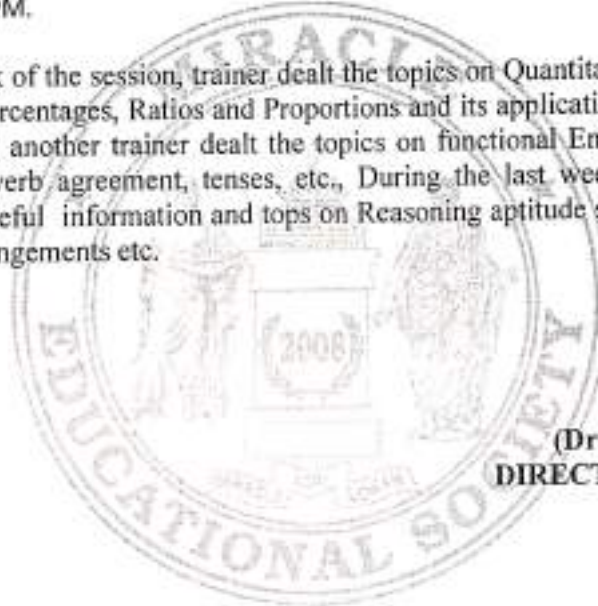 PM.
of the session, trainer dealt the topics on Quantita
rcentages, Ratios and Proportions and its applicati
another trainer dealt the topics on functional En
verb agreement, tenses, etc., During the last wee
eful information and tops on Reasoning aptitude s
ngements etc.
MIRACLE
2008
EDUCATIONAL SOCIETY
(Dr
DIRECT